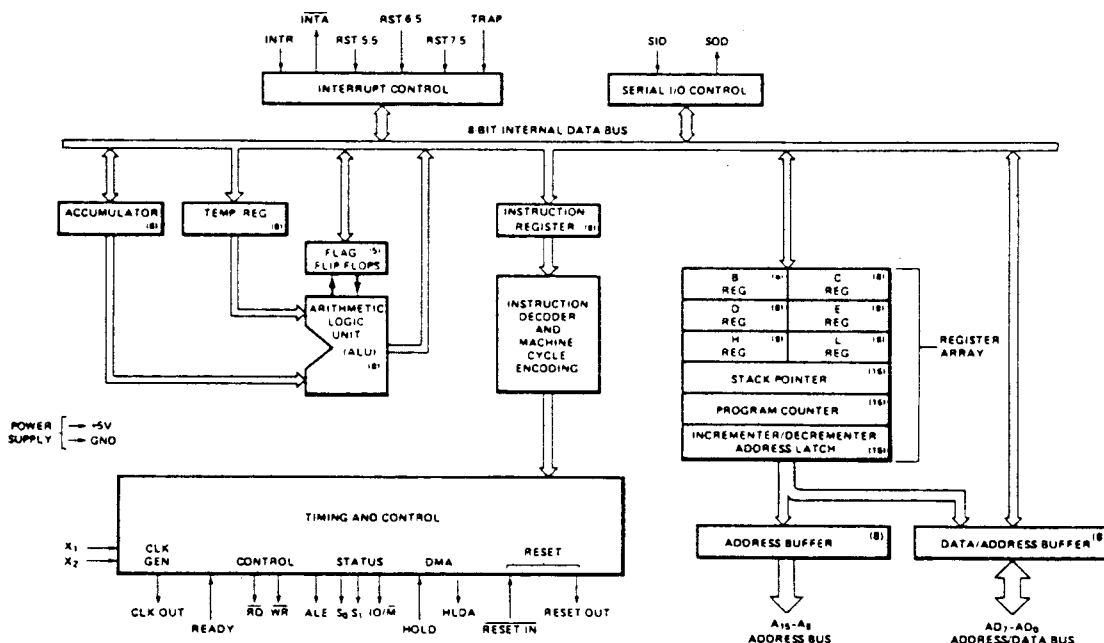 INTR
INTA
RST 5.5
RST 6.5
RST 7.5
TRAP
INTERRUPT CONTROL
SID
SOD
SERIAL I/O CONTROL
8 BIT INTERNAL DATA BUS
ACCUMULATOR
(8)
TEMP REG
(8)
FLAG (5)
FLIP FLOPS
ARITHMETIC
LOGIC
UNIT
(ALU)
(8)
INSTRUCTION
REGISTER (8)
INSTRUCTION
DECODER
AND
MACHINE
CYCLE
ENCODING
B
REG
C (8)
REG
D (8)
REG
E (8)
REG
H (8)
REG
L (8)
REG
STACK POINTER (16)
PROGRAM COUNTER (16)
INCREMENTER/DECREMENTER
ADDRESS LATCH (16)
REGISTER
ARRAY
POWER
SUPPLY
+5V
GND
TIMING AND CONTROL
X1
X2
CLK
GEN
CONTROL
STATUS
DMA
RESET
CLK OUT
READY
RD
WR
ALE
S0
S1
IO/M
HOLD
HLDA
RESET IN
RESET OUT
ADDRESS BUFFER (8)
DATA/ADDRESS BUFFER (8
A15-A8
ADDRESS BUS
AD7-AD0
ADDRESS/DATA BUS